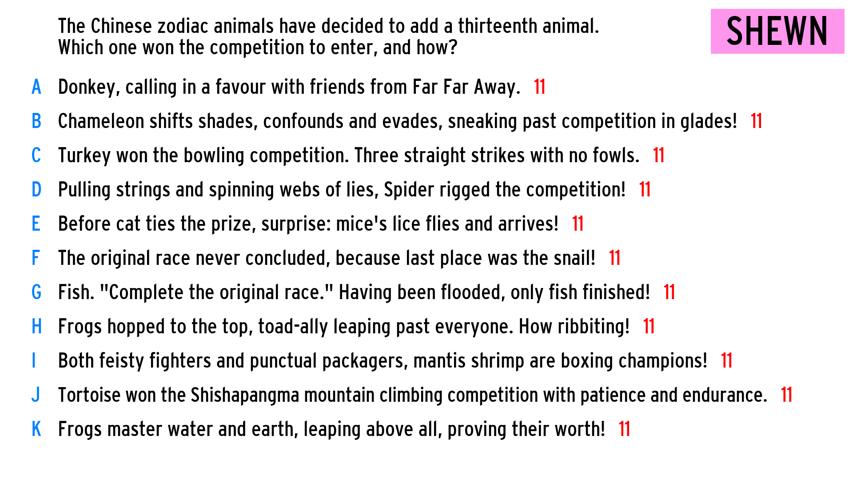 The Chinese zodiac animals have decided to add a thirteenth animal.
Which one won the competition to enter, and how?
SHEWN
A Donkey, calling in a favour with friends from Far Far Away. 11
B Chameleon shifts shades, confounds and evades, sneaking past competition in glades! 11
C Turkey won the bowling competition. Three straight strikes with no fowls. 11
D Pulling strings and spinning webs of lies, Spider rigged the competition! 11
E Before cat ties the prize, surprise: mice's lice flies and arrives! 11
F The original race never concluded, because last place was the snail! 11
G Fish. "Complete the original race." Having been flooded, only fish finished! 11
H Frogs hopped to the top, toad-ally leaping past everyone. How ribbiting! 11
I Both feisty fighters and punctual packagers, mantis shrimp are boxing champions! 11
J Tortoise won the Shishapangma mountain climbing competition with patience and endurance. 11
K Frogs master water and earth, leaping above all, proving their worth! 11